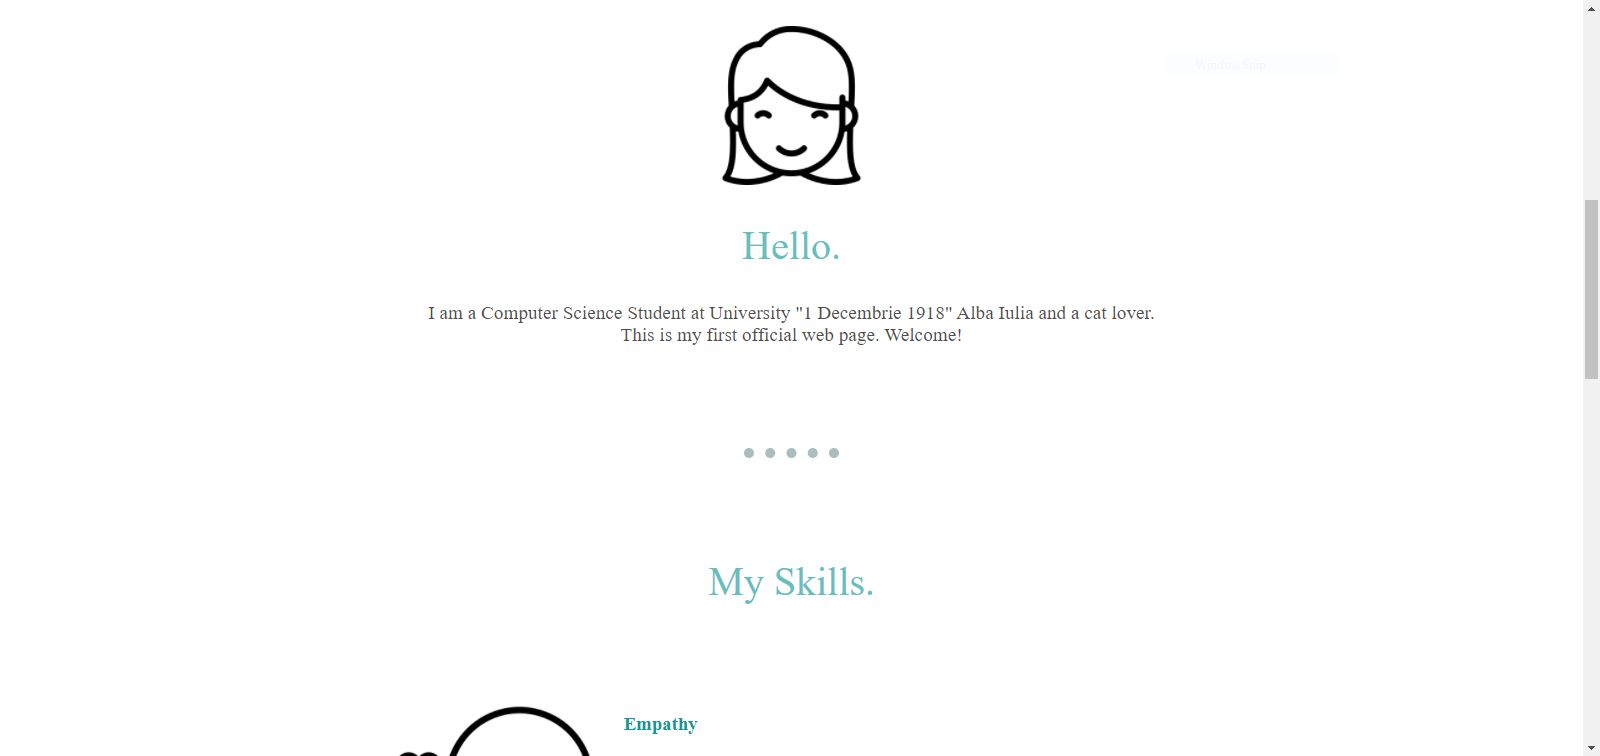 Window Snip
Hello.
I am a Computer Science Student at University "1 Decembrie 1918" Alba Iulia and a cat lover.
This is my first official web page. Welcome!
My Skills.
Empathy